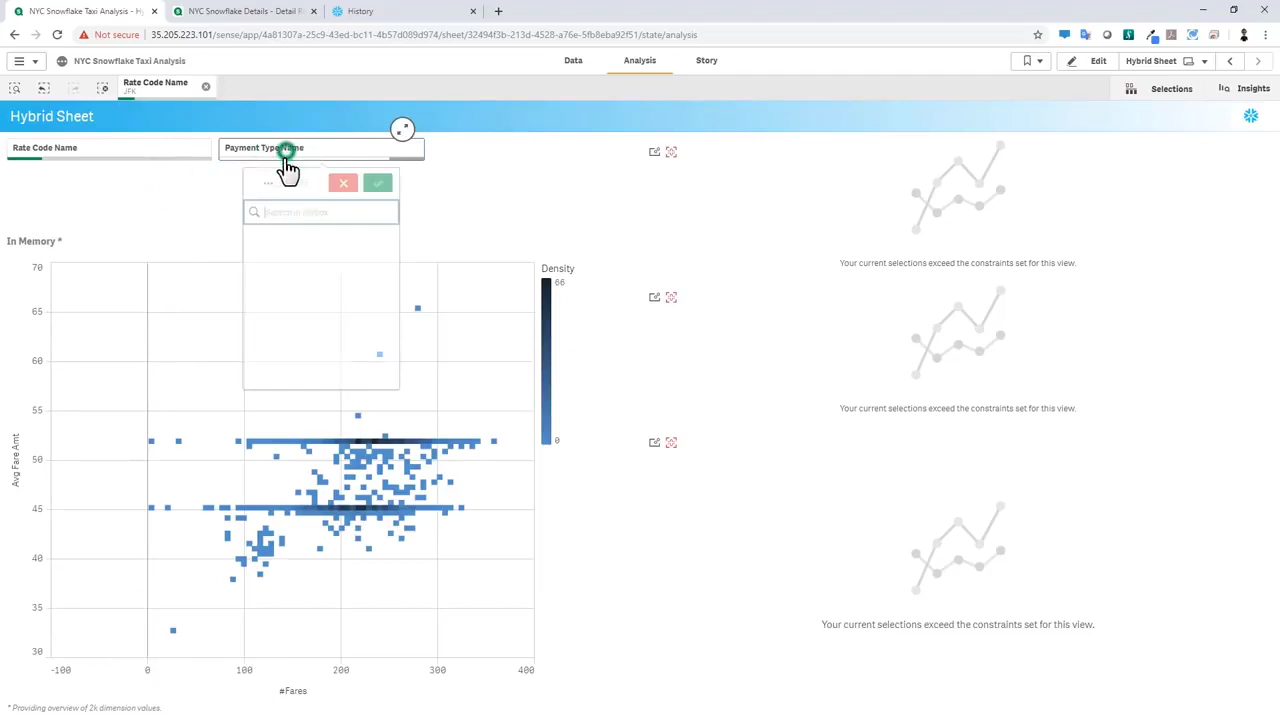 NYC Snowflake Taxi Analysis - Hy
NYC Snowflake Details - Detail R
History
Not secure
35.205.223.101/sense/app/4a81307a-25c9-43ed-bc11-4b57d089d974/sheet/32494f3b-213d-4528-a76e-5fb8eba92f51/state/analysis
NYC Snowflake Taxi Analysis
Data
Analysis
Story
Edit
Hybrid Sheet
Rate Code Name
JFK
Selections
Insights
Hybrid Sheet
Rate Code Name
Payment Type Name
In Memory *
Density
66
0
70
65
60
55
50
45
40
35
30
Avg Fare Amt
-100
0
100
200
300
400
#Fares
* Providing overview of 2k dimension values.
Your current selections exceed the constraints set for this view.
Your current selections exceed the constraints set for this view.
Your current selections exceed the constraints set for this view.